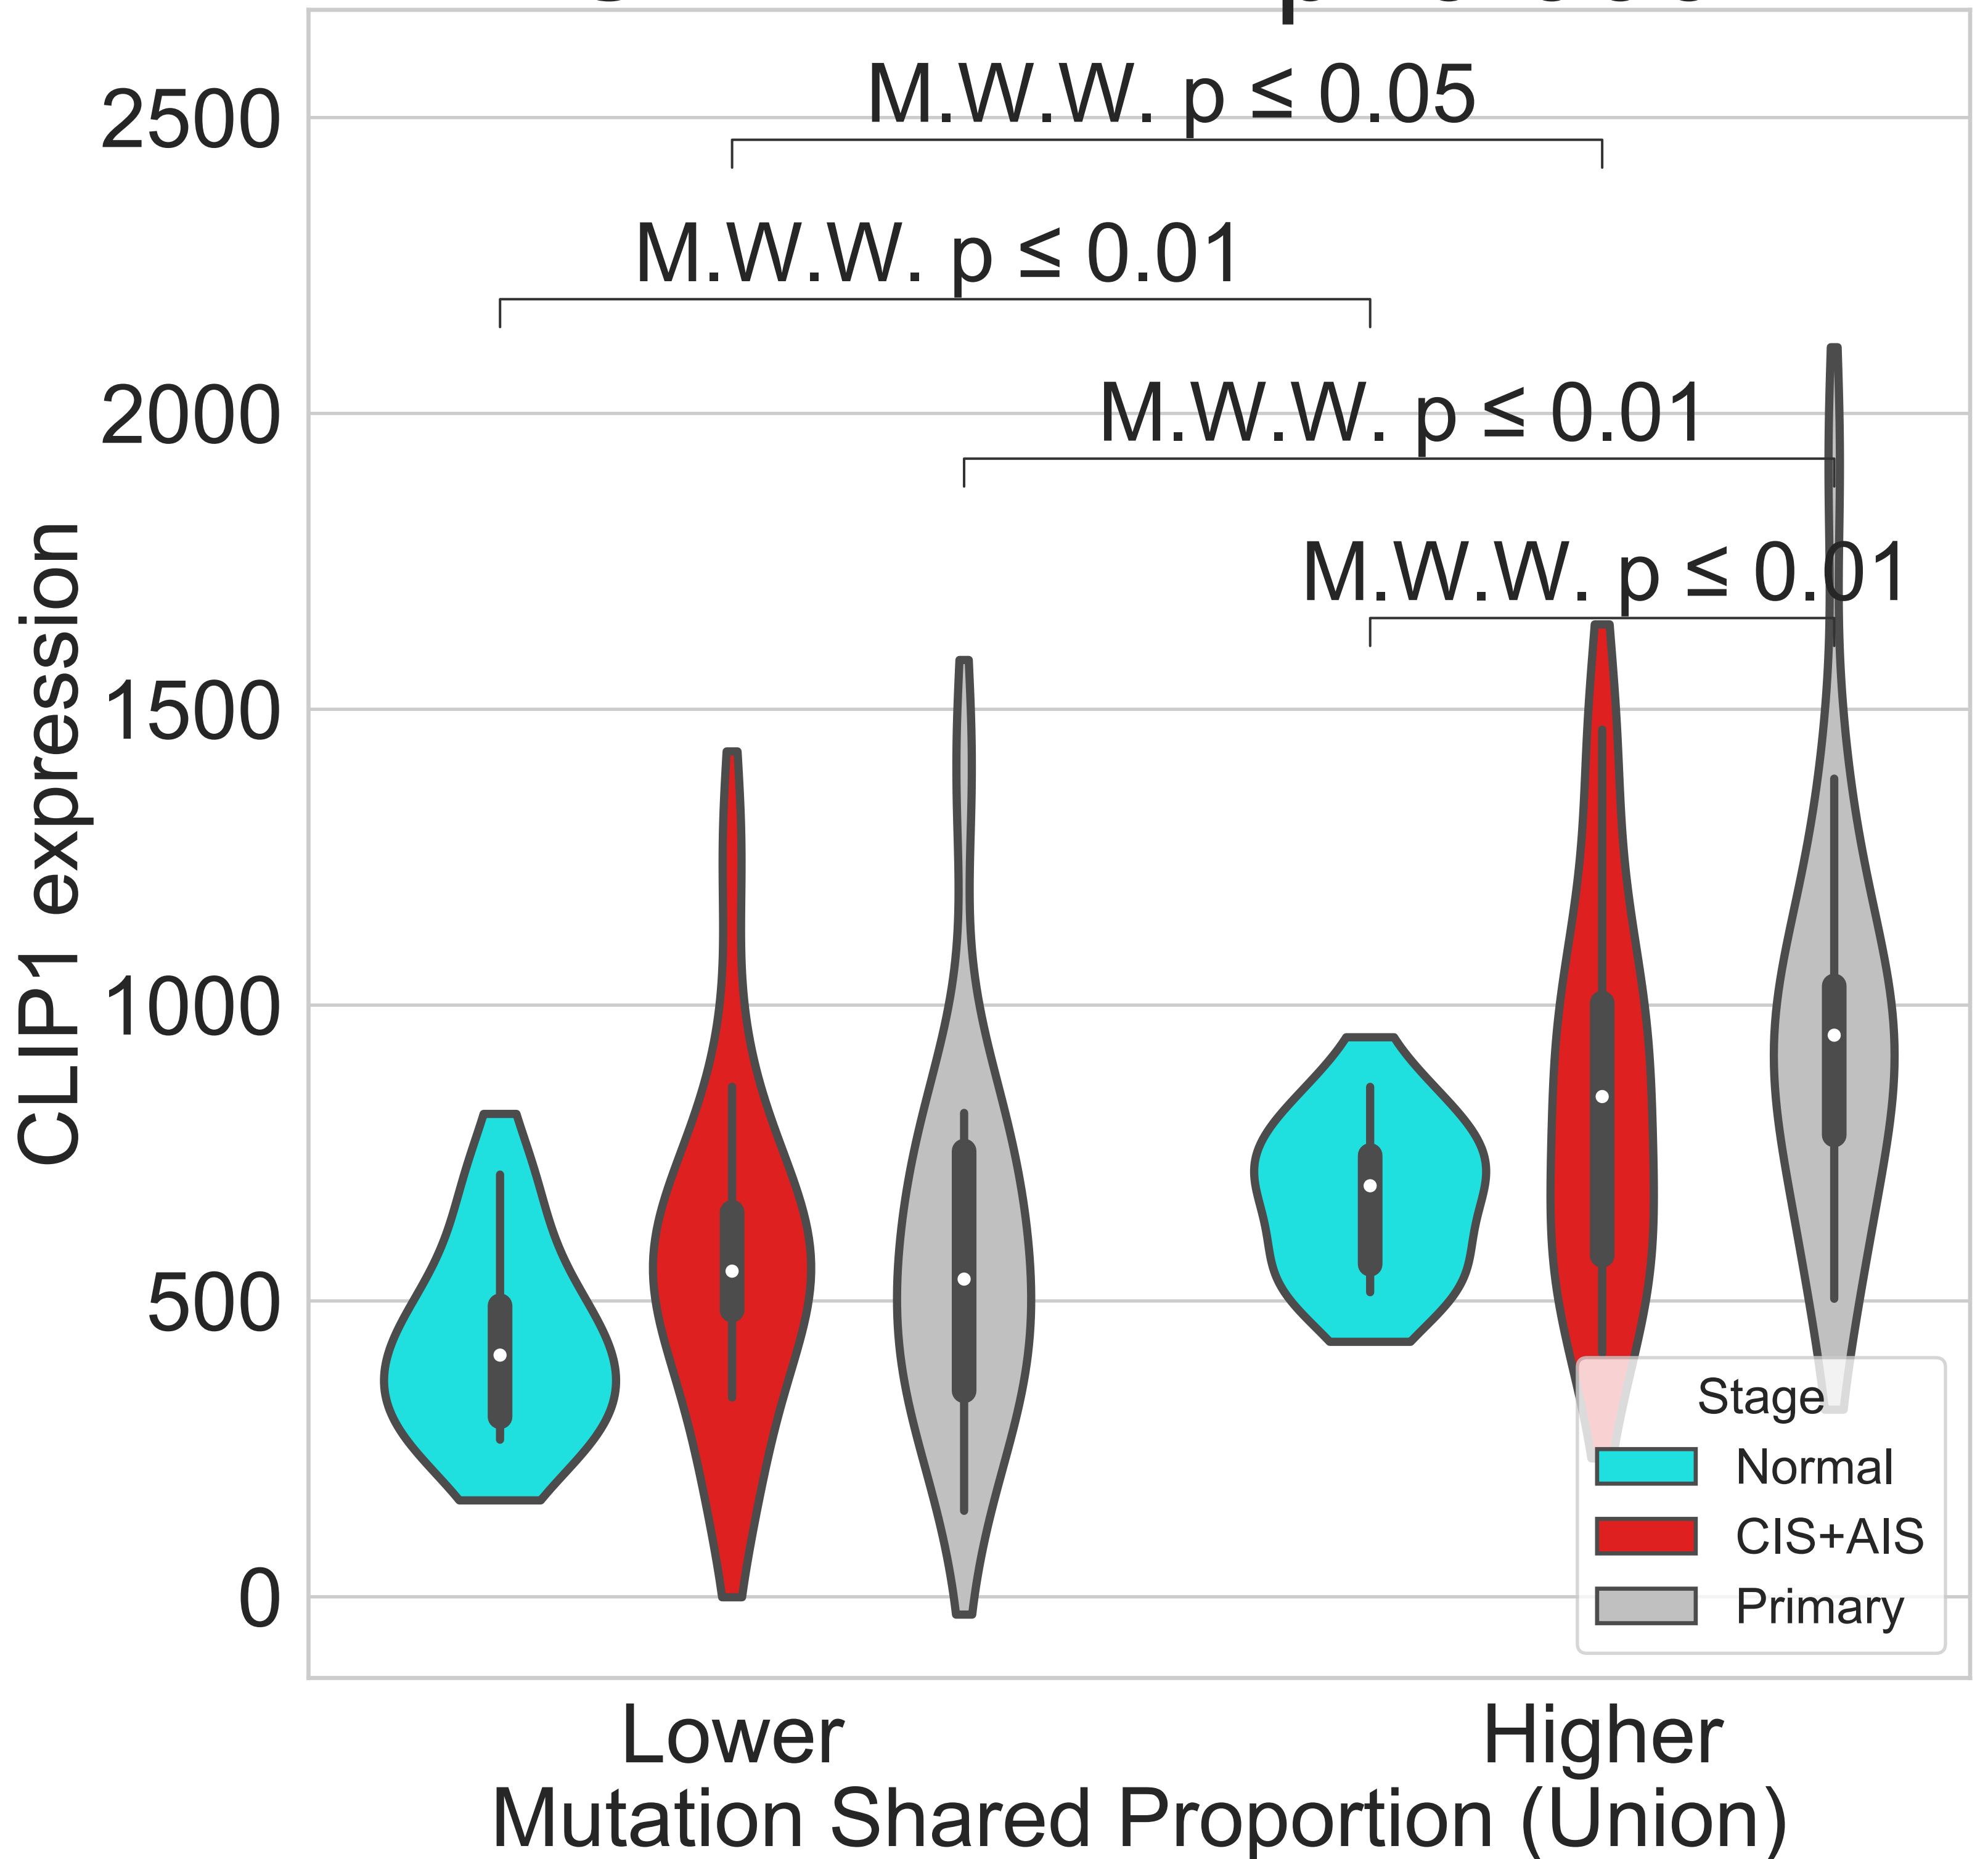 M.W.W. p ≤ 0.05
2500
M.W.W. p ≤ 0.01
2000
M.W.W. p ≤ 0.01
M.W.W. p ≤ 0.01
1500
CLIP1 expression
1000
500
0
Stage
Normal
CIS+AIS
Primary
Lower
Higher
Mutation Shared Proportion (Union)